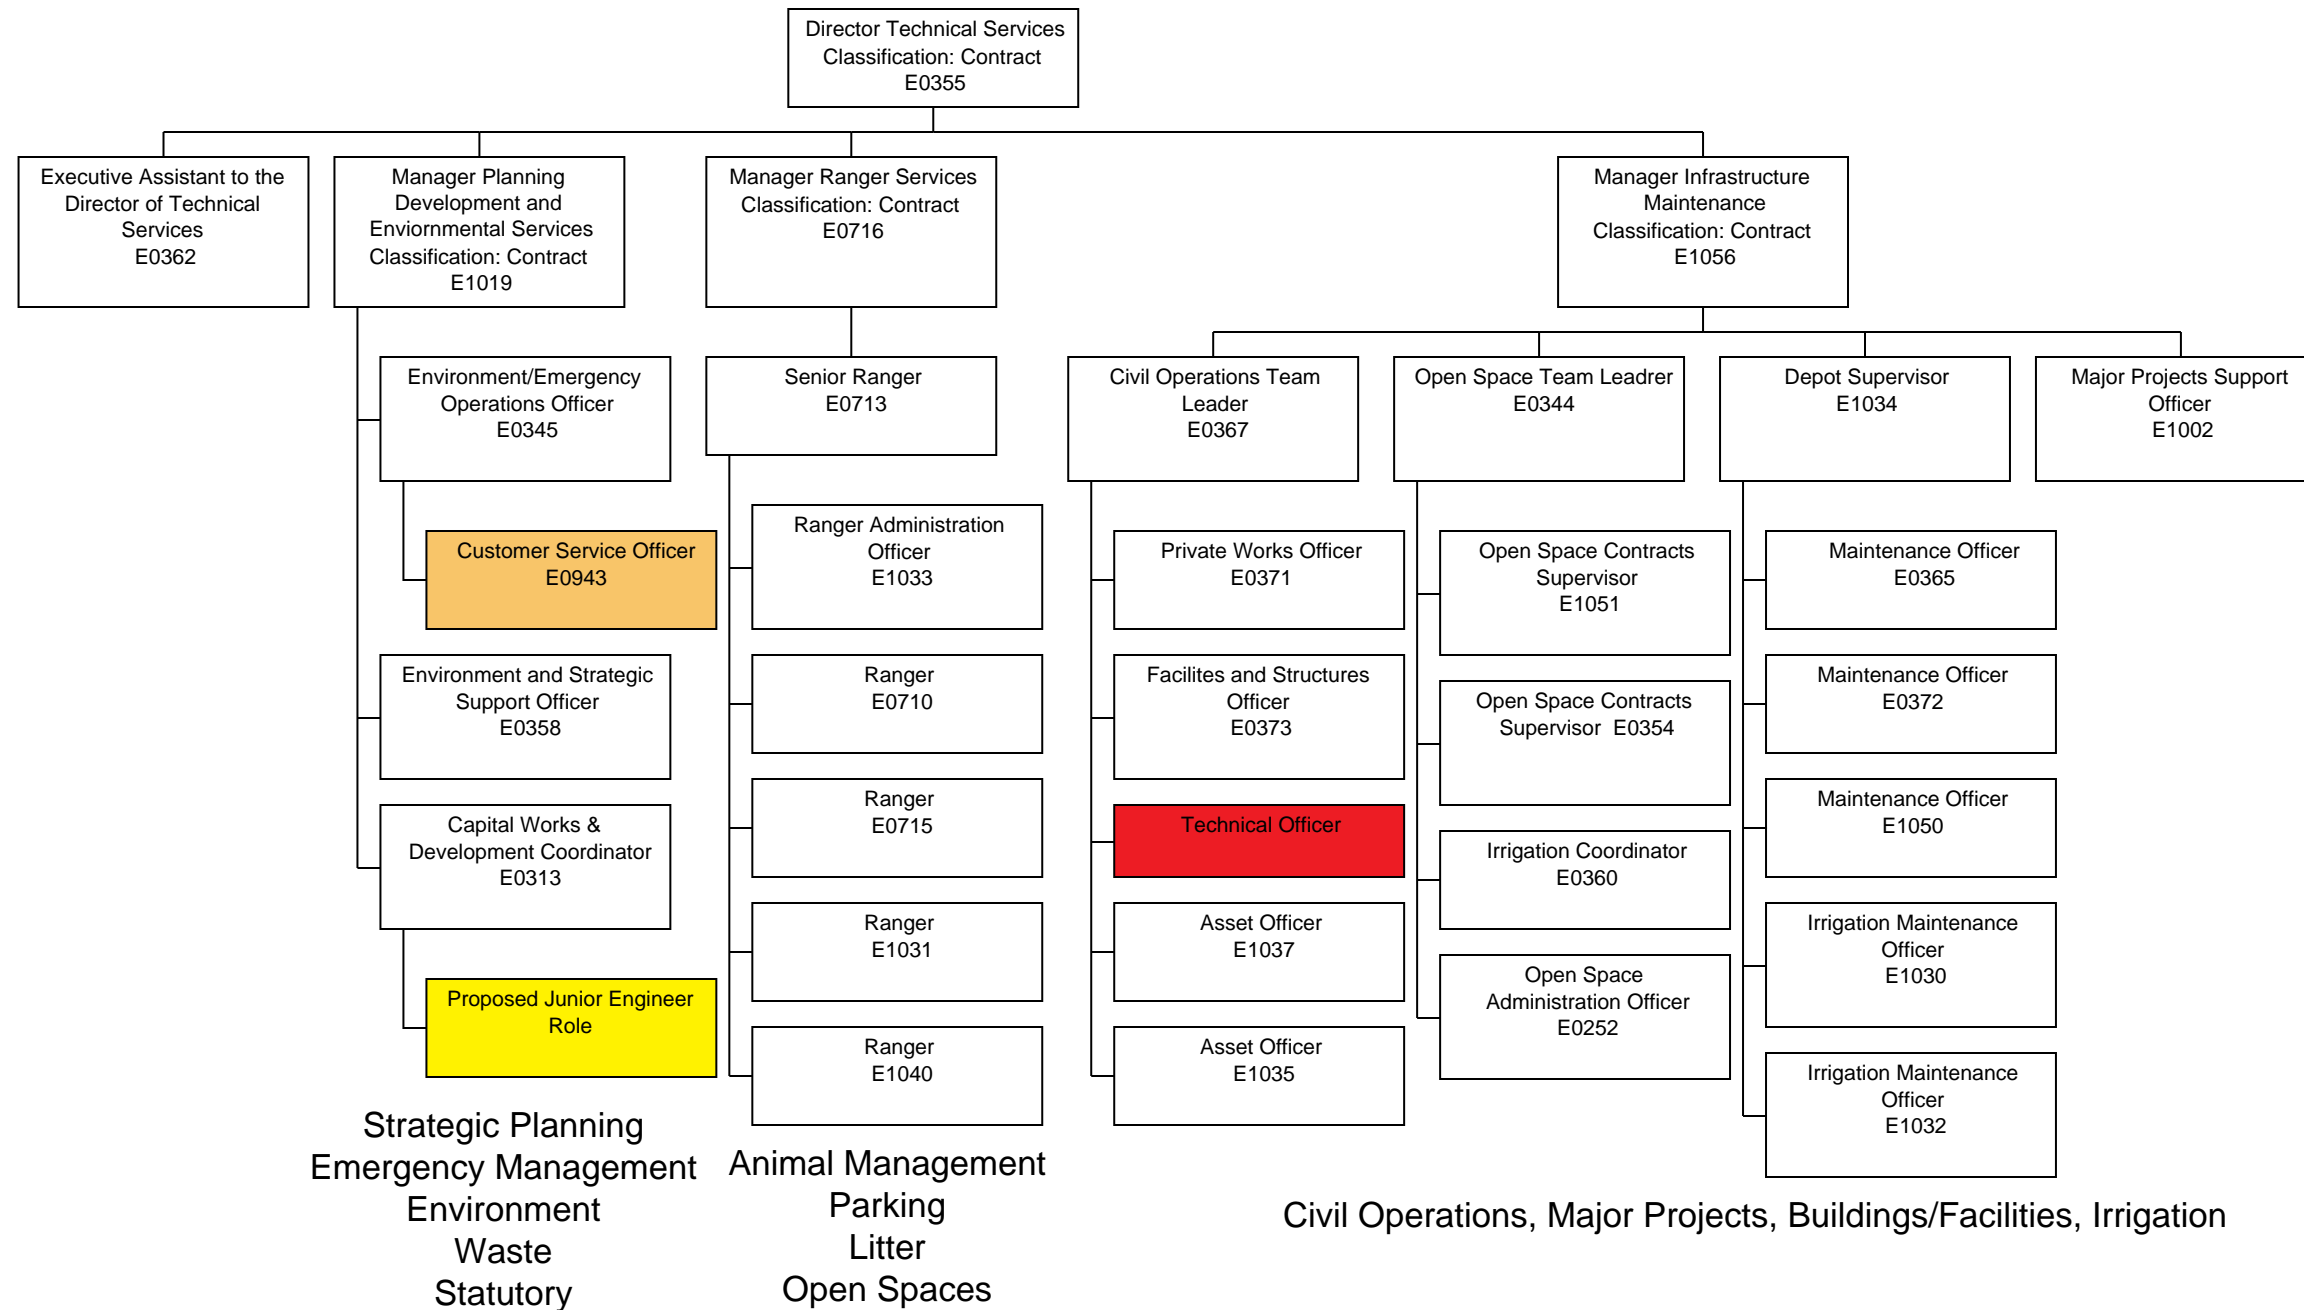 Director Technical Services
Classification: Contract
E0355
Executive Assistant to the
Director of Technical
Services
E0362
Manager Planning
Development and
Enviornmental Services
Classification: Contract
E1019
Manager Ranger Services
Classification: Contract
E0716
Manager Infrastructure
Maintenance
Classification: Contract
E1056
Environment/Emergency
Operations Officer
E0345
Customer Service Officer
E0943
Environment and Strategic
Support Officer
E0358
Capital Works &
Development Coordinator
E0313
Proposed Junior Engineer
Role
Senior Ranger
E0713
Ranger Administration
Officer
E1033
Ranger
E0710
Ranger
E0715
Ranger
E1031
Ranger
E1040
Civil Operations Team
Leader
E0367
Private Works Officer
E0371
Facilites and Structures
Officer
E0373
Technical Officer
Asset Officer
E1037
Asset Officer
E1035
Open Space Team Leadrer
E0344
Open Space Contracts
Supervisor
E1051
Open Space Contracts
Supervisor  E0354
Irrigation Coordinator
E0360
Open Space
Administration Officer
E0252
Depot Supervisor
E1034
Maintenance Officer
E0365
Maintenance Officer
E0372
Maintenance Officer
E1050
Irrigation Maintenance
Officer
E1030
Irrigation Maintenance
Officer
E1032
Major Projects Support
Officer
E1002
Strategic Planning
Emergency Management
Environment
Waste
Statutory
Animal Management
Parking
Litter
Open Spaces
Civil Operations, Major Projects, Buildings/Facilities, Irrigation